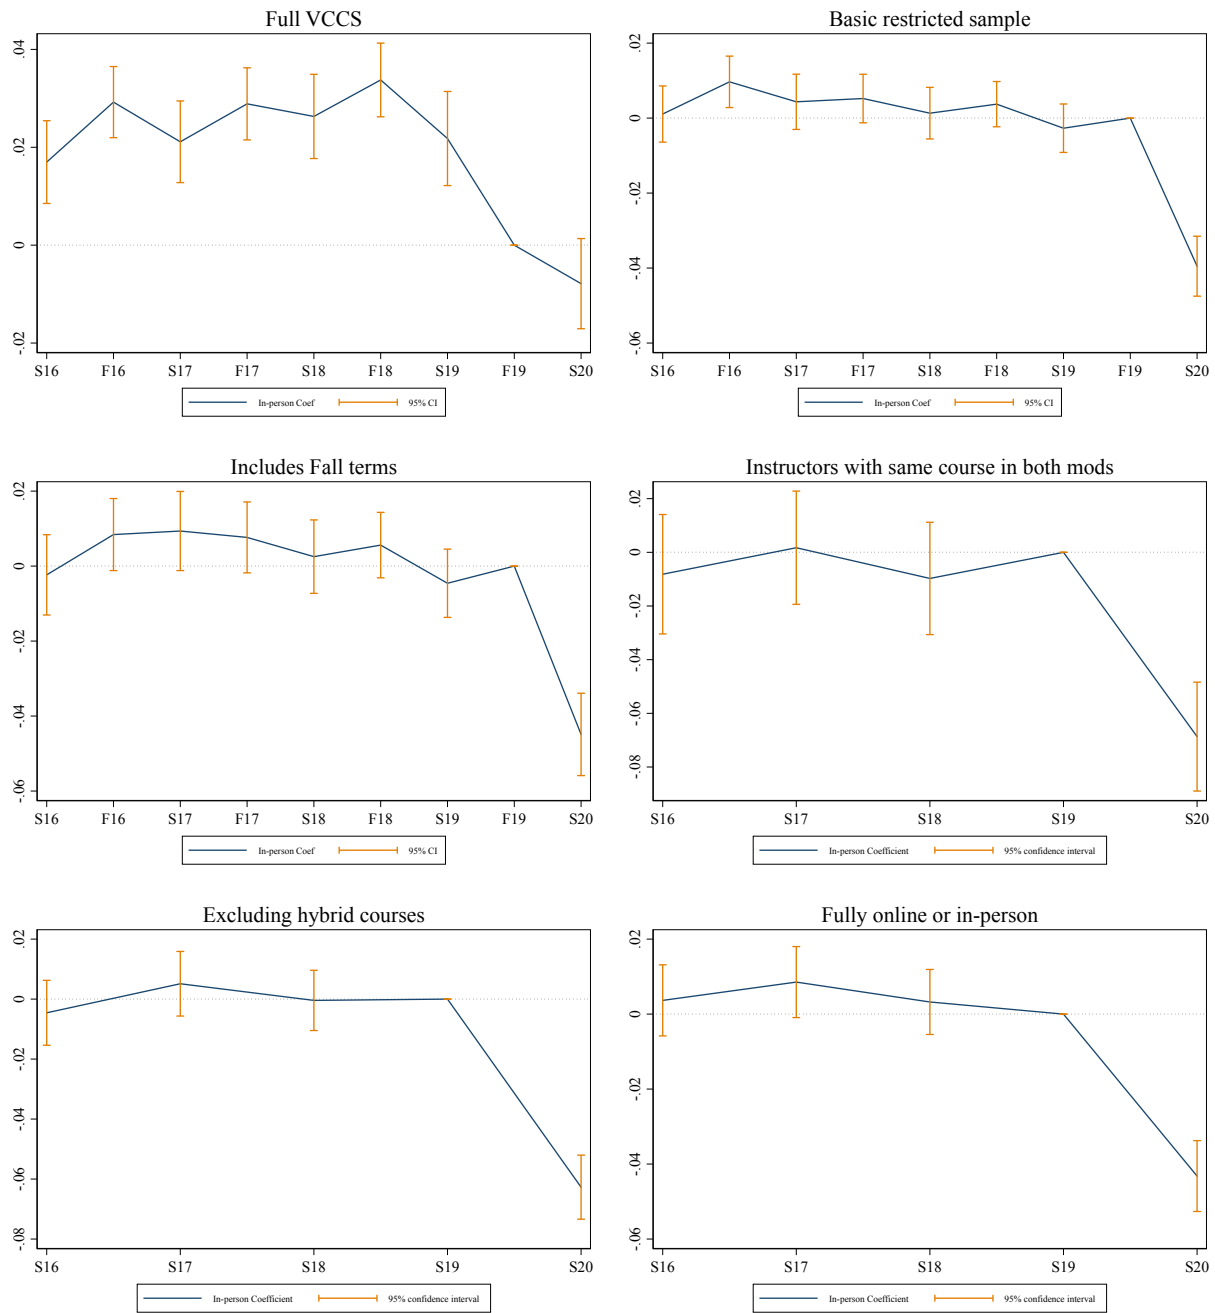 Full VCCS
.04
.02
0
-.02
S16 F16 S17 F17 S18 F18 S19 F19 S20
In-person Coef 95% CI
Basic restricted sample
.02
0
-.02
-.04
-.06
S16 F16 S17 F17 S18 F18 S19 F19 S20
In-person Coef 95% CI
Includes Fall terms
.02
0
-.02
-.04
-.06
S16 F16 S17 F17 S18 F18 S19 F19 S20
In-person Coef 95% CI
Instructors with same course in both mods
.02
0
-.02
-.04
-.06
-.08
S16 S17 S18 S19 S20
In-person Coefficient 95% confidence interval
Excluding hybrid courses
.02
0
-.02
-.04
-.06
-.08
S16 S17 S18 S19 S20
In-person Coefficient 95% confidence interval
Fully online or in-person
.02
0
-.02
-.04
-.06
S16 S17 S18 S19 S20
In-person Coefficient 95% confidence interval